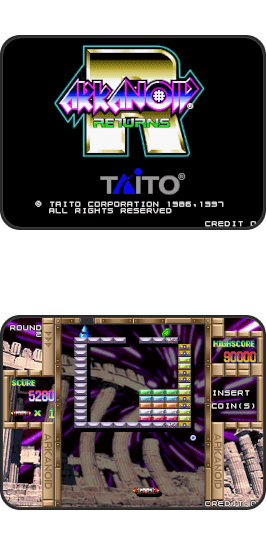 R
ARKANOID®
RETURNS
TAITO®
© TAITO CORPORATION 1986,1997
ALL RIGHTS RESERVED
CREDIT 0
ROUND
2
HIGHSCORE
90000
SCORE
5280
× 1
INSERT
COIN(S)
ARKANOID
ARKANOID
CREDIT 0